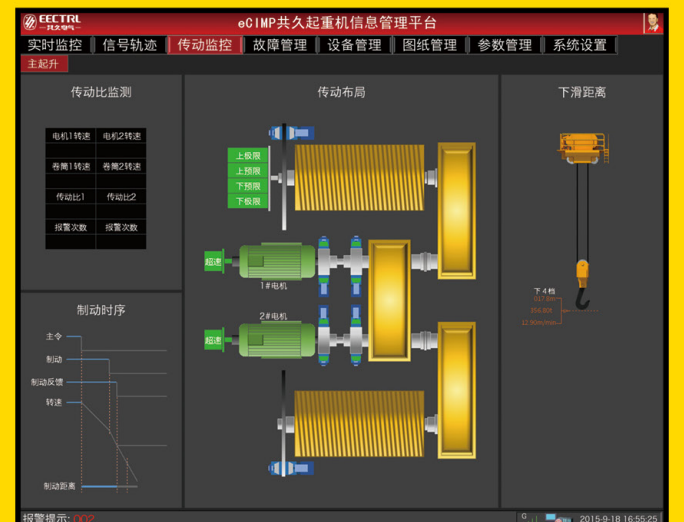 EECTRL
共久电气
eCIMP共久起重机信息管理平台
实时监控 信号轨迹 传动监控 故障管理 设备管理 图纸管理 参数管理 系统设置
主起升
传动比监测
电机1转速 电机2转速
卷筒1转速 卷筒2转速
传动比1 传动比2
报警次数 报警次数
制动时序
主令
制动
制动反馈
转速
制动距离
传动布局
上极限
上预限
下预限
下极限
超速
1#电机
2#电机
超速
下滑距离
下4档
报警提示: 002
2015-9-18 16:55:25